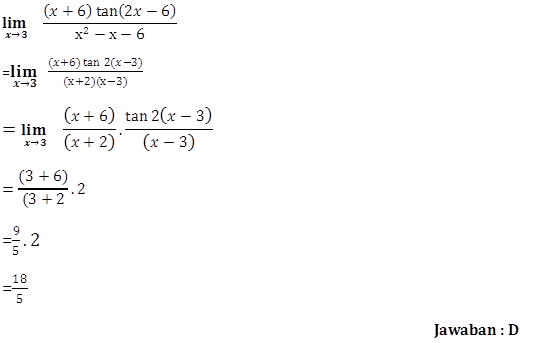 lim x→3 (x + 6) tan(2x − 6) / x² − x − 6
=lim x→3 (x+6) tan 2(x−3) / (x+2)(x−3)
= lim x→3 (x + 6) / (x + 2) . tan 2(x − 3) / (x − 3)
= (3 + 6) / (3 + 2 . 2
= 9/5 . 2
= 18/5
Jawaban : D